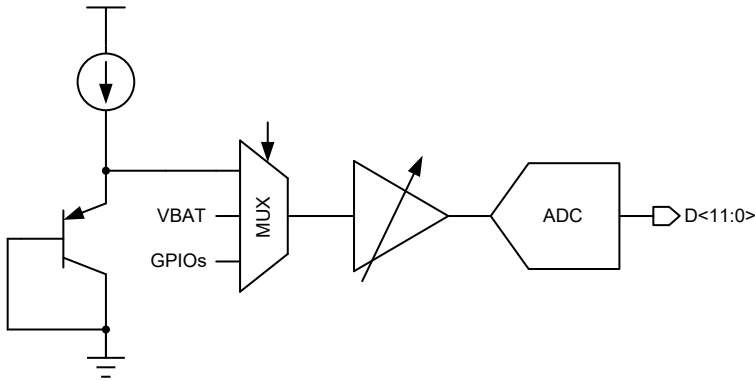 VBAT
GPIOs
MUX
ADC
D<11:0>